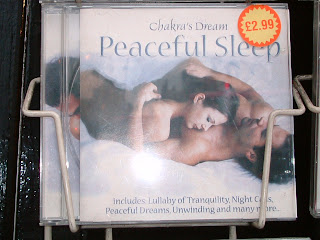 Chakra's Dream
£2.99
Peaceful Sleep
Includes: Lullaby of Tranquility, Night Calls,
Peaceful Dreams, Unwinding and many more..